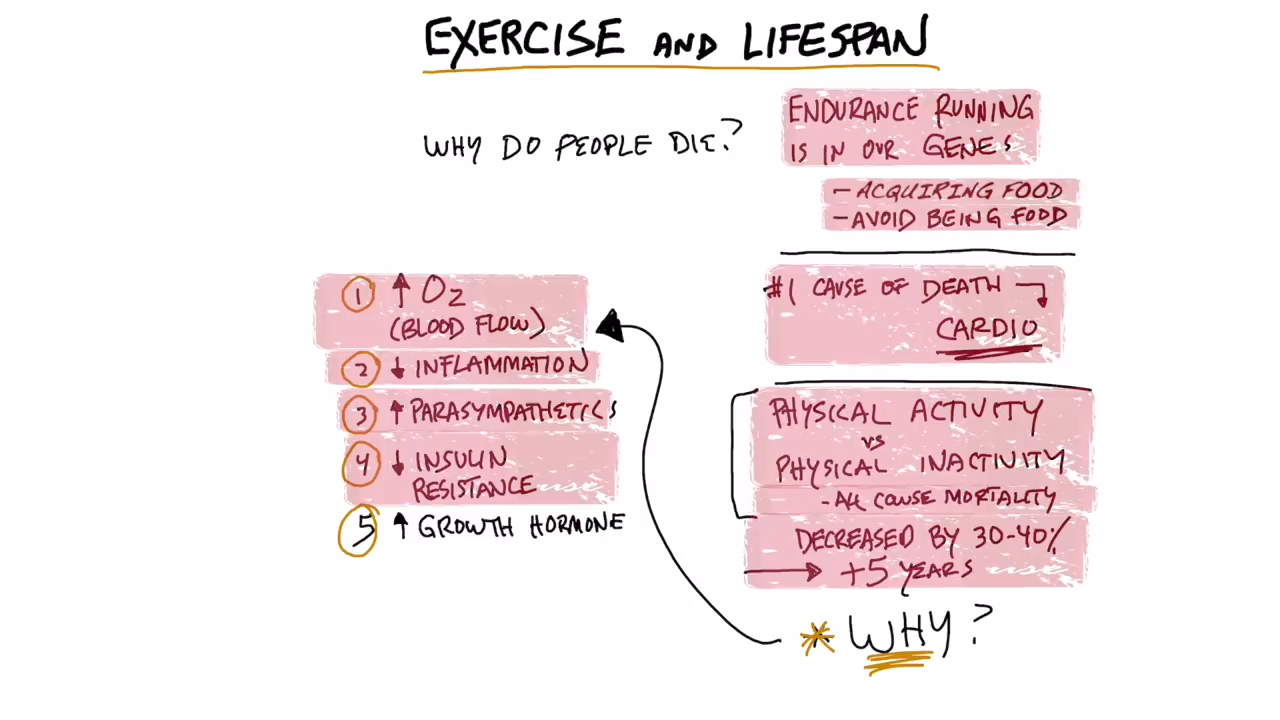 EXERCISE AND LIFESPAN
WHY DO PEOPLE DIE?
ENDURANCE RUNNING
IS IN OUR GENES
- ACQUIRING FOOD
- AVOID BEING FOOD
#1 CAUSE OF DEATH
CARDIO
PHYSICAL ACTIVITY
VS
PHYSICAL INACTIVITY
- ALL CAUSE MORTALITY
DECREASED BY 30-40%
→ +5 YEARS
* WHY?
1 ↑ O2
(BLOOD FLOW)
2 ↓ INFLAMMATION
3 ↑ PARASYMPATHETICS
4 ↓ INSULIN
RESISTANCE
5 ↑ GROWTH HORMONE